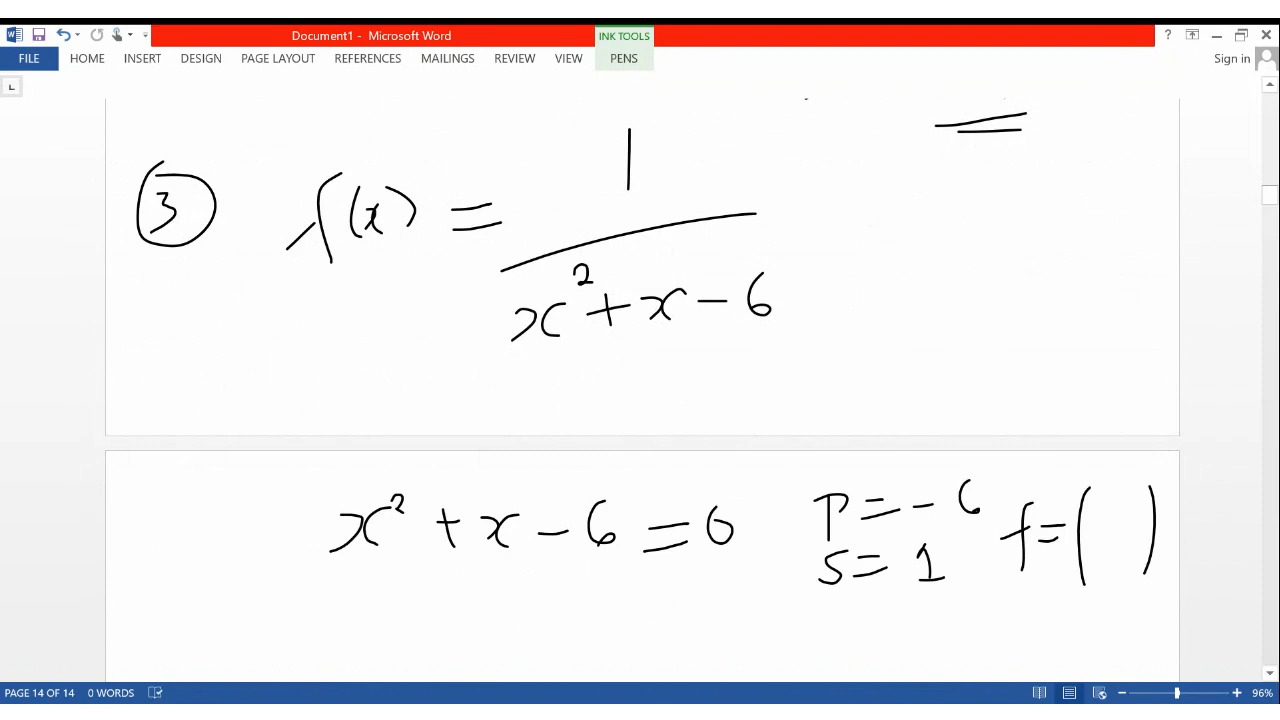 Document1 - Microsoft Word
INK TOOLS
?
FILE HOME INSERT DESIGN PAGE LAYOUT REFERENCES MAILINGS REVIEW VIEW PENS Sign in
③ f(x) = 1 / (x² + x - 6)
x² + x - 6 = 0
P = - 6
S = 1
f = ( )
PAGE 14 OF 14 0 WORDS 96%